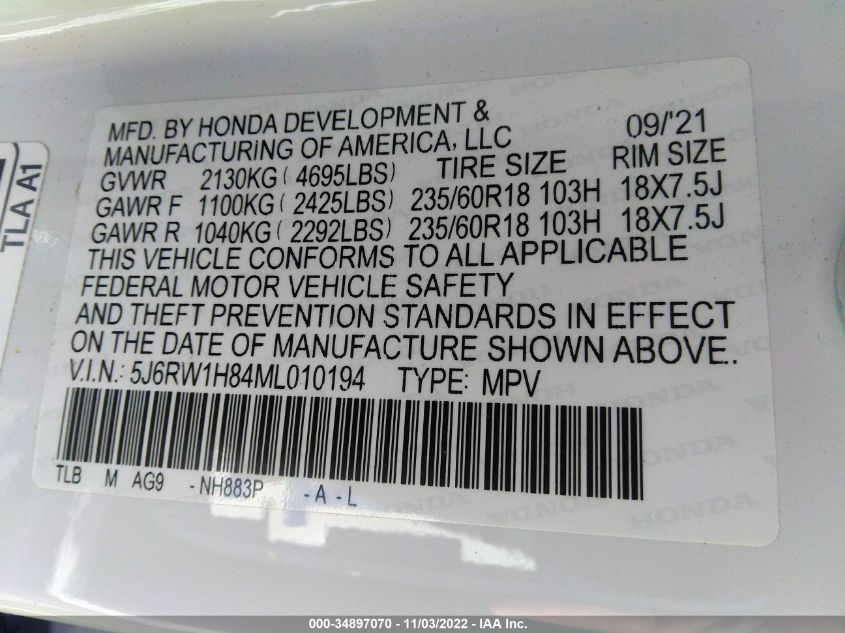 MFD. BY HONDA DEVELOPMENT &
MANUFACTURING OF AMERICA, LLC 09/'21
GVWR 2130KG ( 4695LBS) TIRE SIZE RIM SIZE
GAWR F 1100KG ( 2425LBS) 235/60R18 103H 18X7.5J
GAWR R 1040KG ( 2292LBS) 235/60R18 103H 18X7.5J
THIS VEHICLE CONFORMS TO ALL APPLICABLE
FEDERAL MOTOR VEHICLE SAFETY
AND THEFT PREVENTION STANDARDS IN EFFECT
ON THE DATE OF MANUFACTURE SHOWN ABOVE.
V.I.N.: 5J6RW1H84ML010194 TYPE: MPV
TLB M AG9 -NH883P -A-L
TLA A1
HONDA
000-34897070 - 11/03/2022 - IAA Inc.